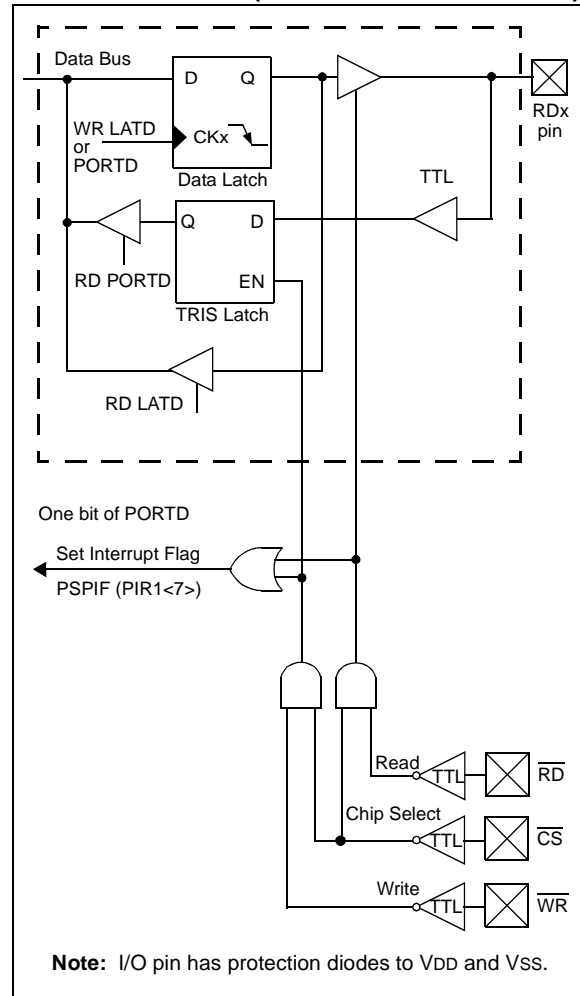 Data Bus
D Q
RDx
pin
WR LATD
or
PORTD
CKx
Data Latch
TTL
Q D
RD PORTD
EN
TRIS Latch
RD LATD
One bit of PORTD
Set Interrupt Flag
PSPIF (PIR1<7>)
Read
TTL
RD
Chip Select
TTL
CS
Write
TTL
WR
Note: I/O pin has protection diodes to VDD and VSS.